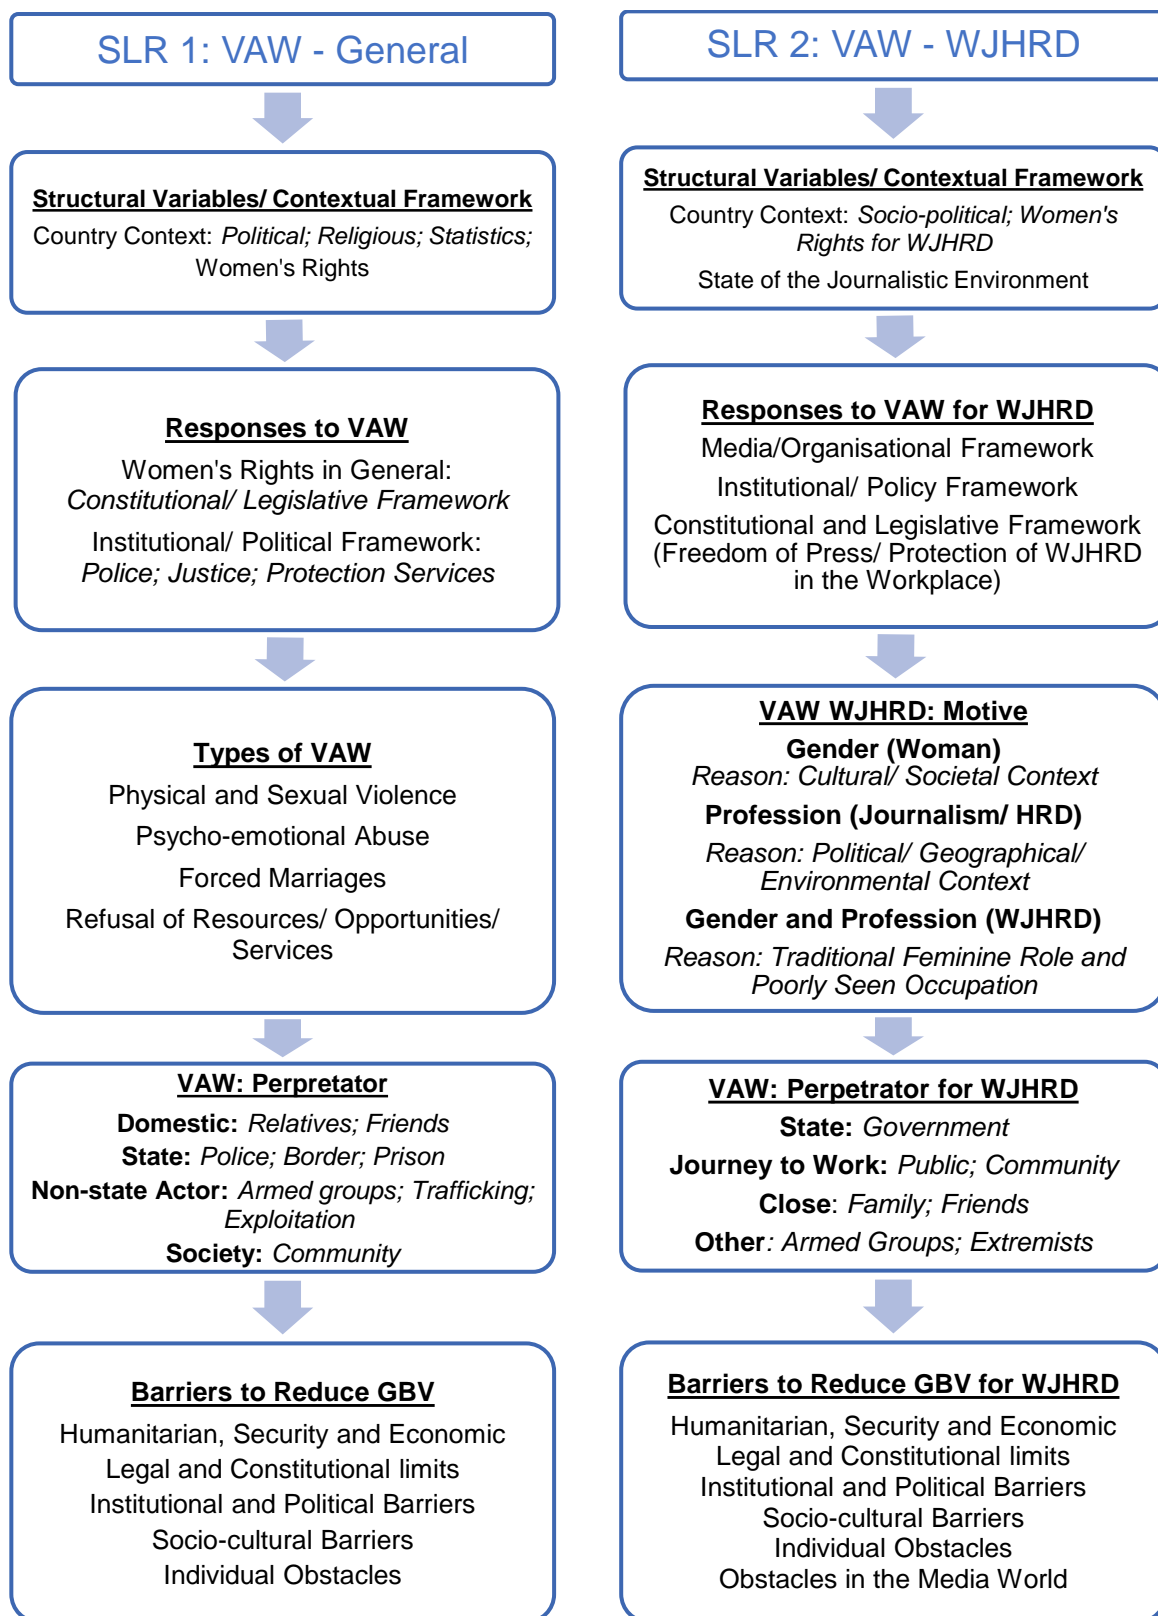 SLR 1: VAW - General
Structural Variables/ Contextual Framework
Country Context: Political; Religious; Statistics;
Women's Rights
Responses to VAW
Women's Rights in General:
Constitutional/ Legislative Framework
Institutional/ Political Framework:
Police; Justice; Protection Services
Types of VAW
Physical and Sexual Violence
Psycho-emotional Abuse
Forced Marriages
Refusal of Resources/ Opportunities/
Services
VAW: Perpretator
Domestic: Relatives; Friends
State: Police; Border; Prison
Non-state Actor: Armed groups; Trafficking;
Exploitation
Society: Community
Barriers to Reduce GBV
Humanitarian, Security and Economic
Legal and Constitutional limits
Institutional and Political Barriers
Socio-cultural Barriers
Individual Obstacles
SLR 2: VAW - WJHRD
Structural Variables/ Contextual Framework
Country Context: Socio-political; Women's
Rights for WJHRD
State of the Journalistic Environment
Responses to VAW for WJHRD
Media/Organisational Framework
Institutional/ Policy Framework
Constitutional and Legislative Framework
(Freedom of Press/ Protection of WJHRD
in the Workplace)
VAW WJHRD: Motive
Gender (Woman)
Reason: Cultural/ Societal Context
Profession (Journalism/ HRD)
Reason: Political/ Geographical/
Environmental Context
Gender and Profession (WJHRD)
Reason: Traditional Feminine Role and
Poorly Seen Occupation
VAW: Perpetrator for WJHRD
State: Government
Journey to Work: Public; Community
Close: Family; Friends
Other: Armed Groups; Extremists
Barriers to Reduce GBV for WJHRD
Humanitarian, Security and Economic
Legal and Constitutional limits
Institutional and Political Barriers
Socio-cultural Barriers
Individual Obstacles
Obstacles in the Media World